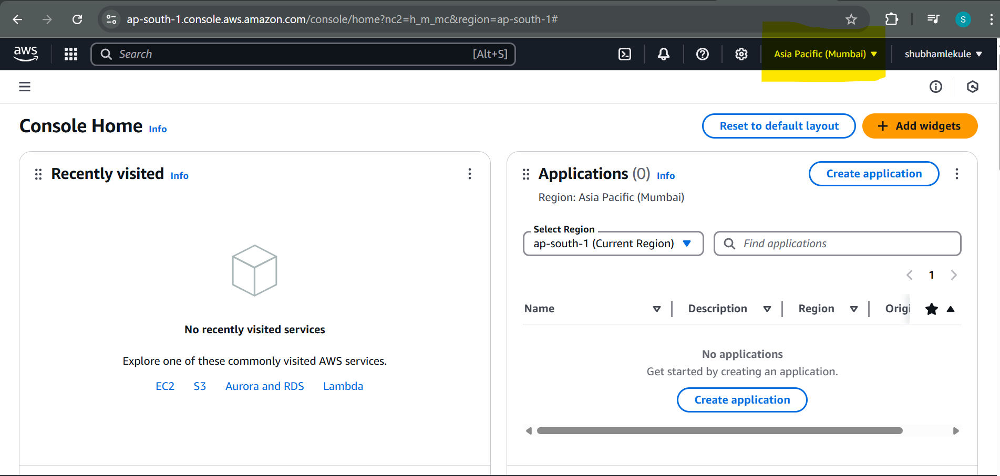 ap-south-1.console.aws.amazon.com/console/home?nc2=h_m_mc&region=ap-south-1#
S
aws
Search
[Alt+S]
Asia Pacific (Mumbai)
shubhamlekule
Console Home Info
Reset to default layout
+ Add widgets
Recently visited Info
No recently visited services
Explore one of these commonly visited AWS services.
EC2 S3 Aurora and RDS Lambda
Applications (0) Info
Create application
Region: Asia Pacific (Mumbai)
Select Region
ap-south-1 (Current Region)
Find applications
1
Name Description Region Origi
No applications
Get started by creating an application.
Create application